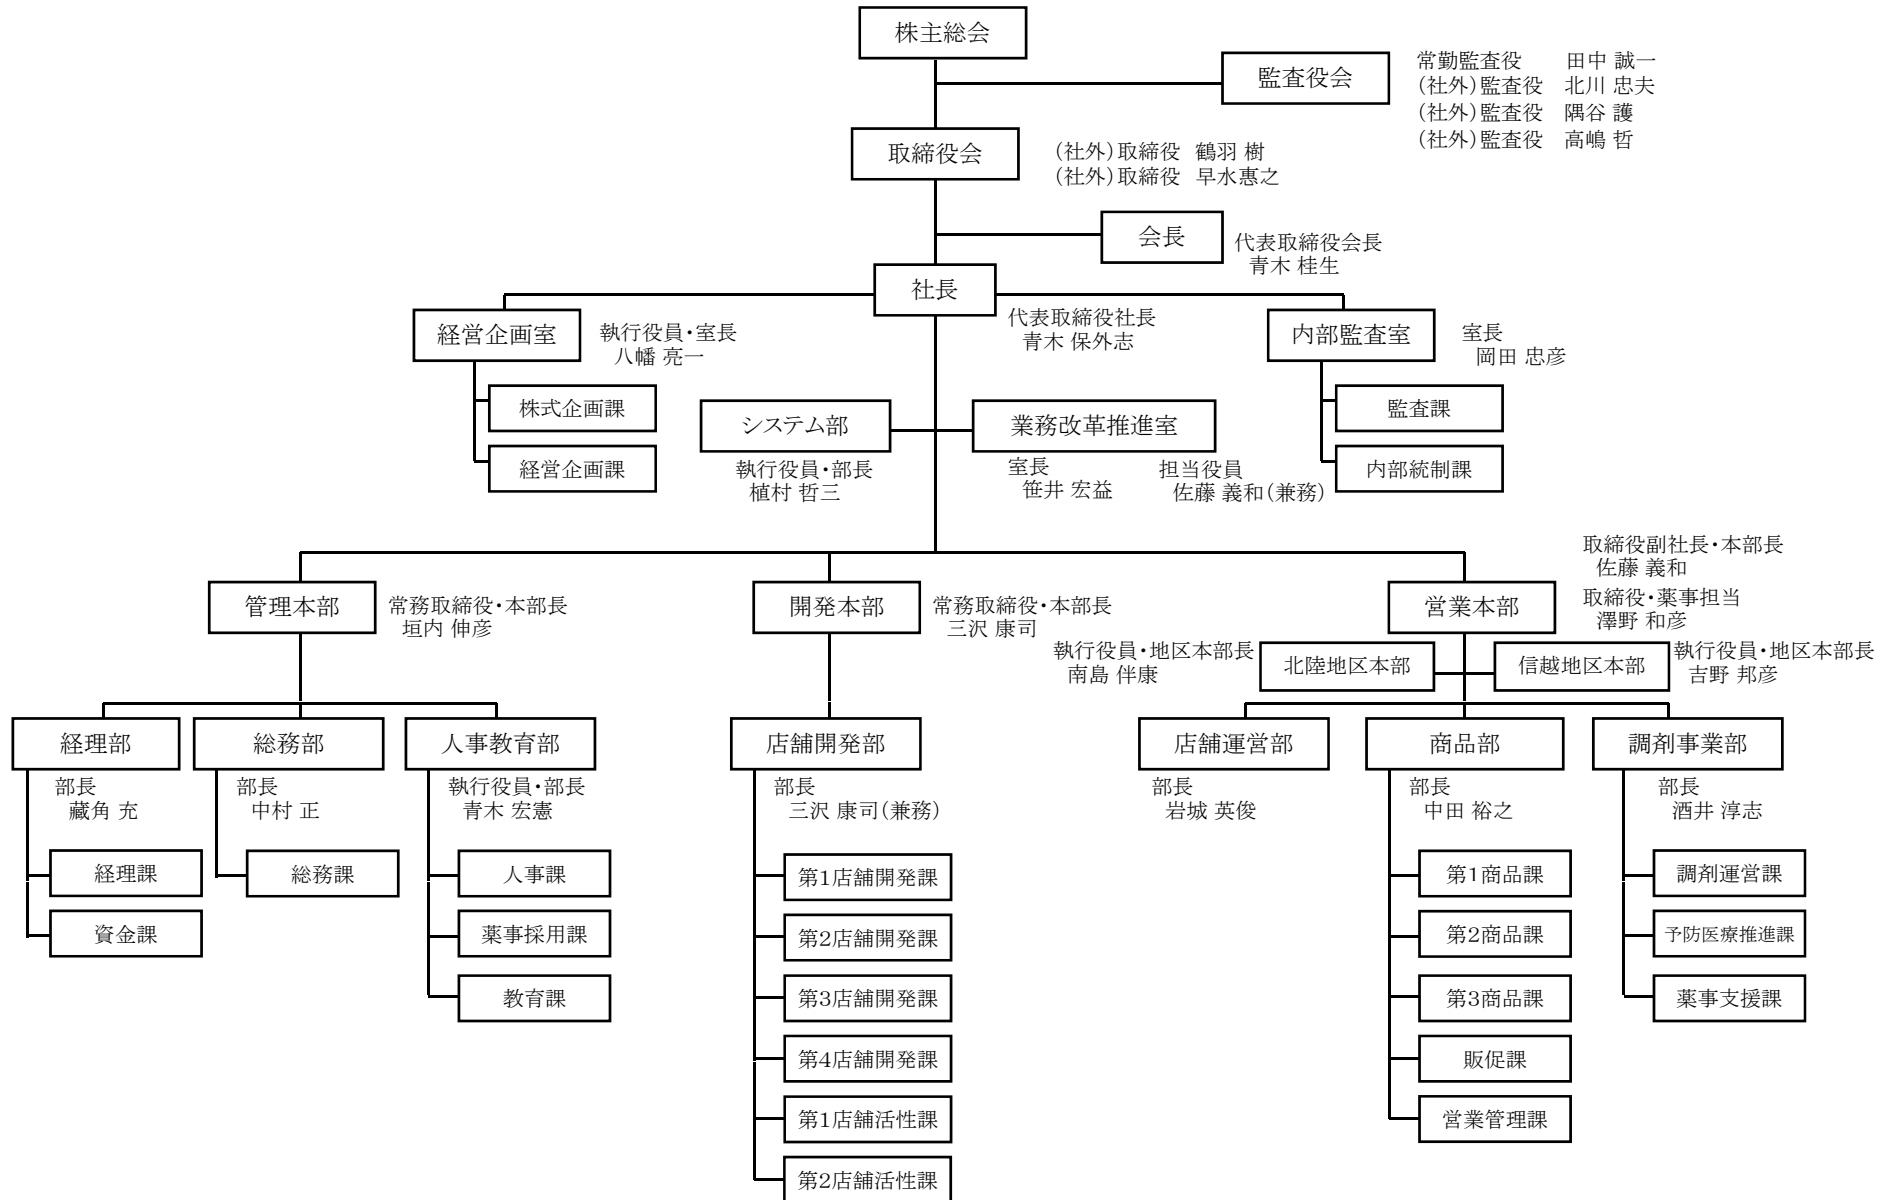 株主総会
監査役会
常勤監査役 田中 誠一
(社外)監査役 北川 忠夫
(社外)監査役 隅谷 護
(社外)監査役 高嶋 哲
取締役会
(社外)取締役 鶴羽 樹
(社外)取締役 早水惠之
会長
代表取締役会長
青木 桂生
社長
代表取締役社長
青木 保外志
経営企画室
執行役員・室長
八幡 亮一
内部監査室
室長
岡田 忠彦
株式企画課
経営企画課
システム部
執行役員・部長
植村 哲三
業務改革推進室
室長
笹井 宏益
担当役員
佐藤 義和(兼務)
監査課
内部統制課
管理本部
常務取締役・本部長
垣内 伸彦
開発本部
常務取締役・本部長
三沢 康司
営業本部
取締役副社長・本部長
佐藤 義和
取締役・薬事担当
澤野 和彦
執行役員・地区本部長
南島 伴康
北陸地区本部
信越地区本部
執行役員・地区本部長
吉野 邦彦
経理部
部長
藏角 充
総務部
部長
中村 正
人事教育部
執行役員・部長
青木 宏憲
店舗開発部
部長
三沢 康司(兼務)
店舗運営部
部長
岩城 英俊
商品部
部長
中田 裕之
調剤事業部
部長
酒井 淳志
経理課
資金課
総務課
人事課
薬事採用課
教育課
第1店舗開発課
第2店舗開発課
第3店舗開発課
第4店舗開発課
第1店舗活性課
第2店舗活性課
第1商品課
第2商品課
第3商品課
販促課
営業管理課
調剤運営課
予防医療推進課
薬事支援課